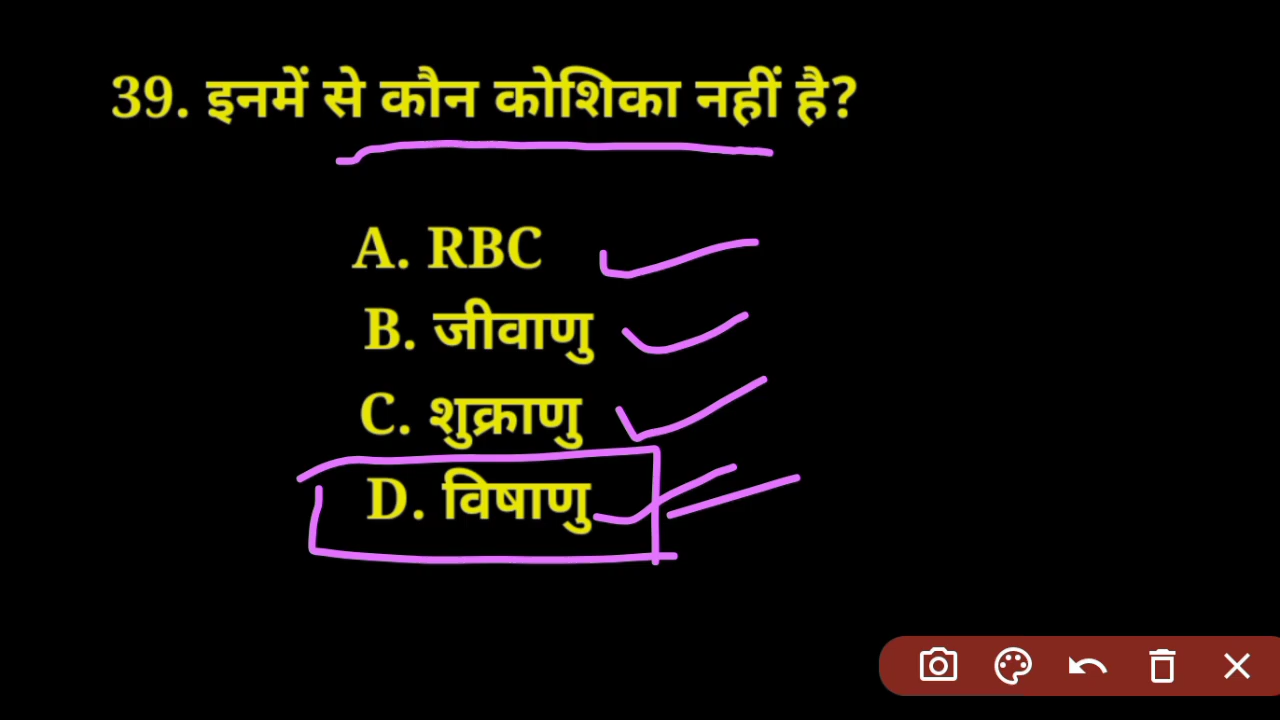 39. इनमें से कौन कोशिका नहीं है?
A. RBC
B. जीवाणु
C. शुक्राणु
D. विषाणु